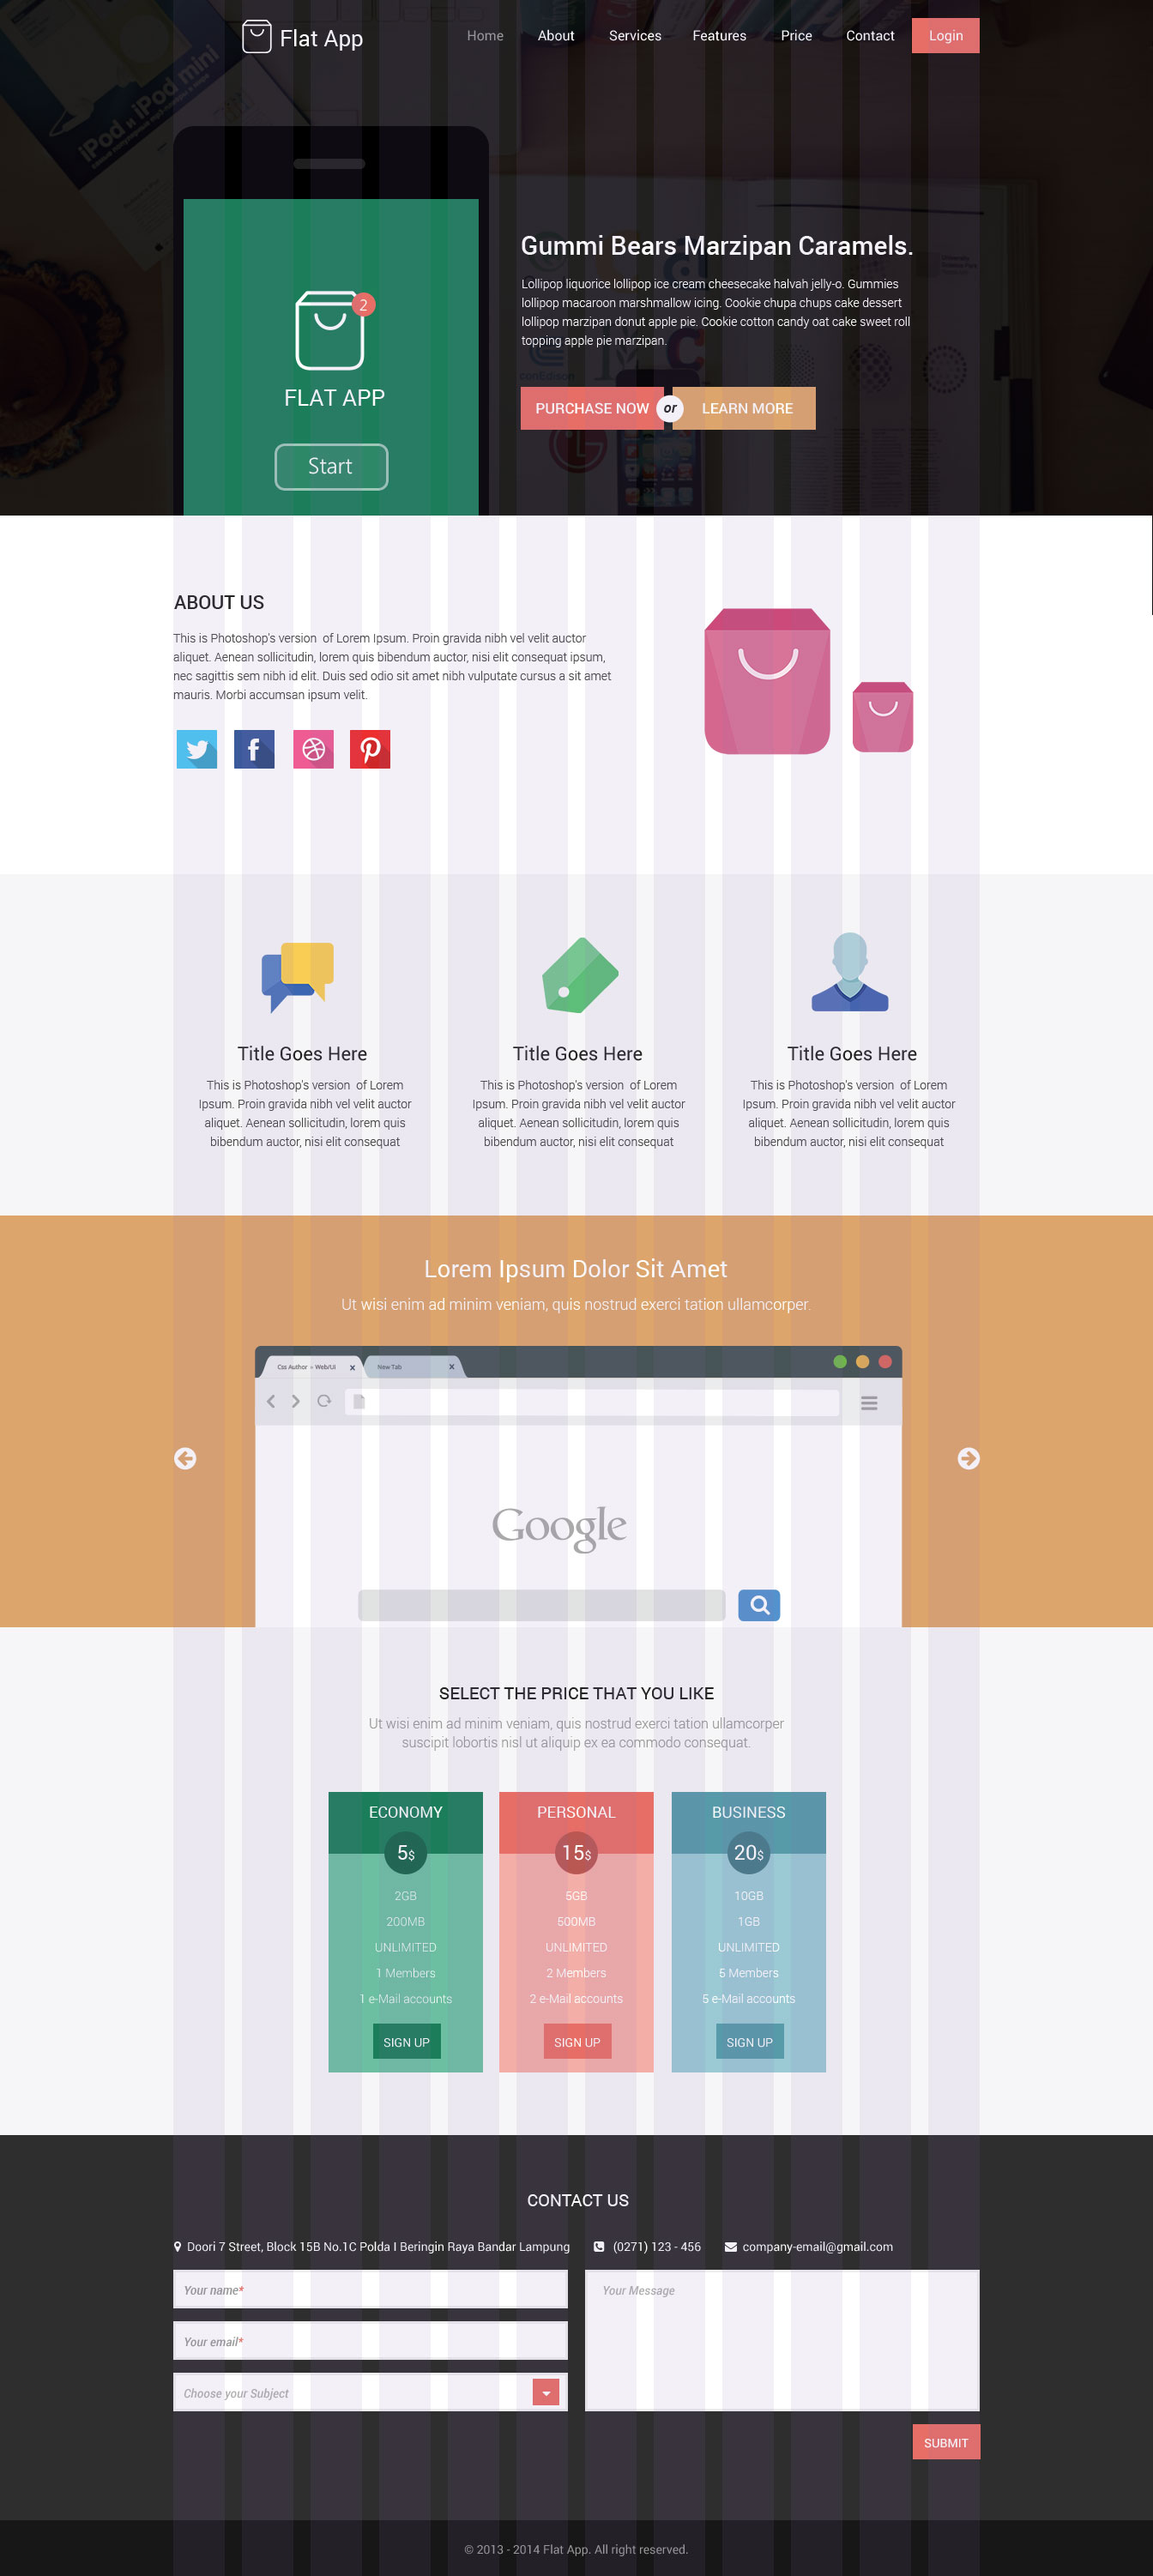 Flat App
Home About Services Features Price Contact Login
iPod n iPod mini
2
FLAT APP
Start
Gummi Bears Marzipan Caramels.
Lollipop liquorice lollipop ice cream cheesecake halvah jelly-o. Gummies
lollipop macaroon marshmallow icing. Cookie chupa chups cake dessert
lollipop marzipan donut apple pie. Cookie cotton candy oat cake sweet roll
topping apple pie marzipan.
conEdison
PURCHASE NOW or LEARN MORE
ABOUT US
This is Photoshop's version of Lorem Ipsum. Proin gravida nibh vel velit auctor
aliquet. Aenean sollicitudin, lorem quis bibendum auctor, nisi elit consequat ipsum,
nec sagittis sem nibh id elit. Duis sed odio sit amet nibh vulputate cursus a sit amet
mauris. Morbi accumsan ipsum velit.
Title Goes Here
This is Photoshop's version of Lorem
Ipsum. Proin gravida nibh vel velit auctor
aliquet. Aenean sollicitudin, lorem quis
bibendum auctor, nisi elit consequat
Title Goes Here
This is Photoshop's version of Lorem
Ipsum. Proin gravida nibh vel velit auctor
aliquet. Aenean sollicitudin, lorem quis
bibendum auctor, nisi elit consequat
Title Goes Here
This is Photoshop's version of Lorem
Ipsum. Proin gravida nibh vel velit auctor
aliquet. Aenean sollicitudin, lorem quis
bibendum auctor, nisi elit consequat
Lorem Ipsum Dolor Sit Amet
Ut wisi enim ad minim veniam, quis nostrud exerci tation ullamcorper.
Css Author - Web/UI x New Tab x
Google
SELECT THE PRICE THAT YOU LIKE
Ut wisi enim ad minim veniam, quis nostrud exerci tation ullamcorper
suscipit lobortis nisl ut aliquip ex ea commodo consequat.
ECONOMY
5$
2GB
200MB
UNLIMITED
1 Members
1 e-Mail accounts
SIGN UP
PERSONAL
15$
5GB
500MB
UNLIMITED
2 Members
2 e-Mail accounts
SIGN UP
BUSINESS
20$
10GB
1GB
UNLIMITED
5 Members
5 e-Mail accounts
SIGN UP
CONTACT US
Doori 7 Street, Block 15B No.1C Polda I Beringin Raya Bandar Lampung (0271) 123 - 456 company-email@gmail.com
Your name*
Your email*
Choose your Subject
Your Message
SUBMIT
© 2013 - 2014 Flat App. All right reserved.